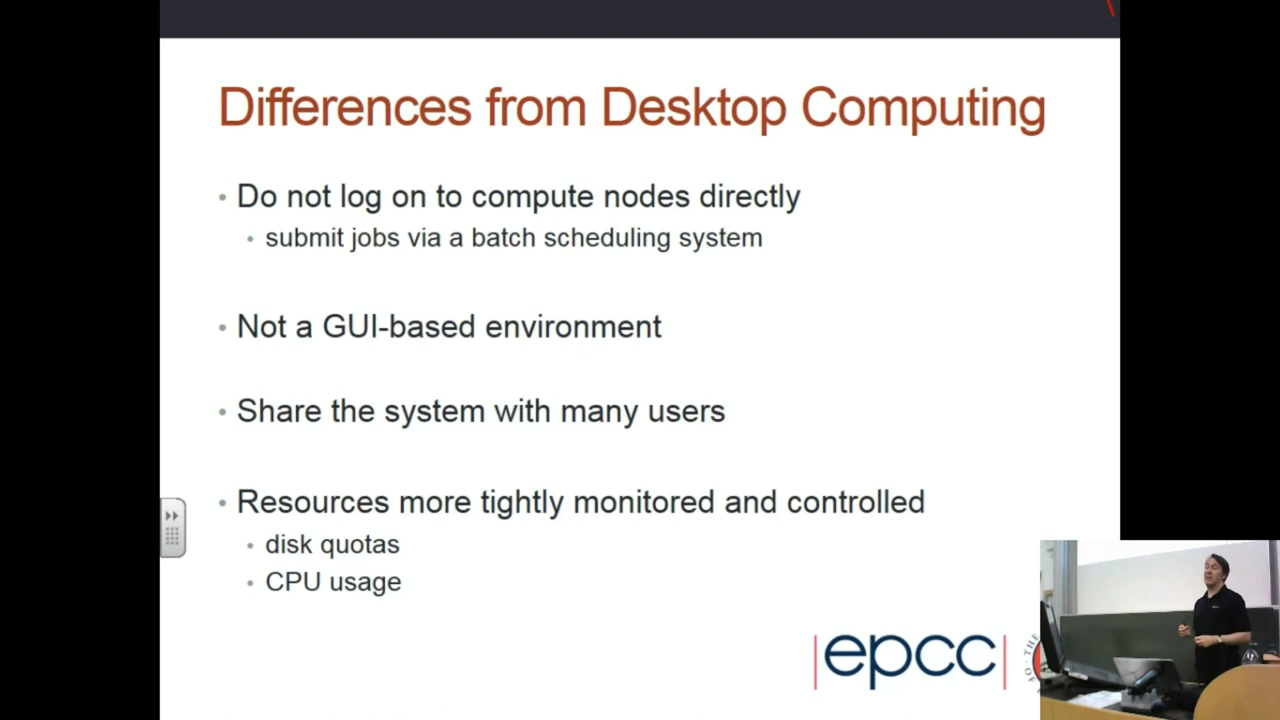 Differences from Desktop Computing
• Do not log on to compute nodes directly
• submit jobs via a batch scheduling system
• Not a GUI-based environment
• Share the system with many users
• Resources more tightly monitored and controlled
• disk quotas
• CPU usage
|epcc|